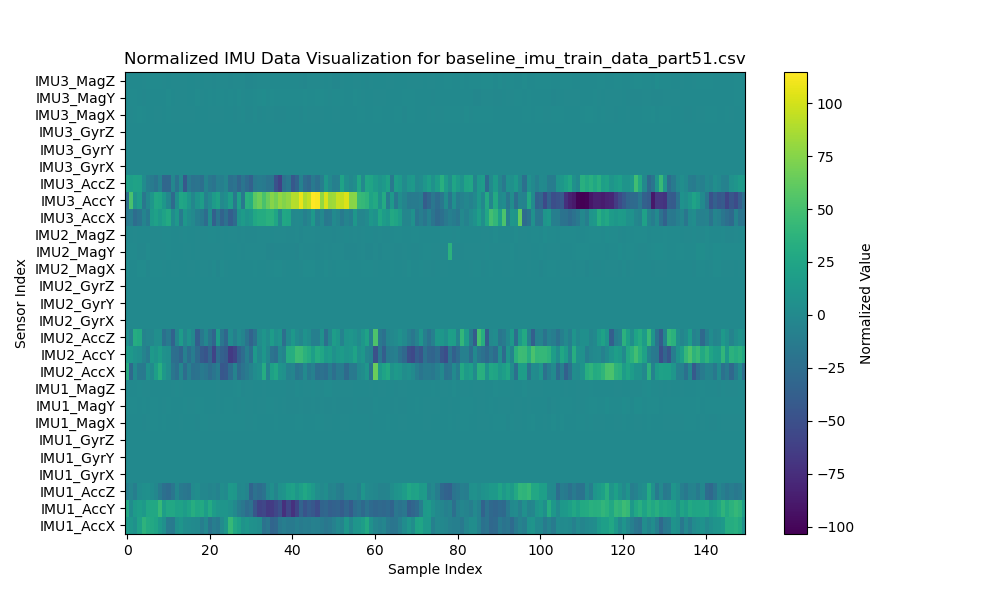 Normalized IMU Data Visualization for baseline_imu_train_data_part51.csv
IMU3_MagZ
IMU3_MagY
IMU3_MagX
IMU3_GyrZ
IMU3_GyrY
IMU3_GyrX
IMU3_AccZ
IMU3_AccY
IMU3_AccX
IMU2_MagZ
IMU2_MagY
IMU2_MagX
IMU2_GyrZ
IMU2_GyrY
IMU2_GyrX
IMU2_AccZ
IMU2_AccY
IMU2_AccX
IMU1_MagZ
IMU1_MagY
IMU1_MagX
IMU1_GyrZ
IMU1_GyrY
IMU1_GyrX
IMU1_AccZ
IMU1_AccY
IMU1_AccX
Sensor Index
0 20 40 60 80 100 120 140
Sample Index
100
75
50
25
0
−25
−50
−75
−100
Normalized Value